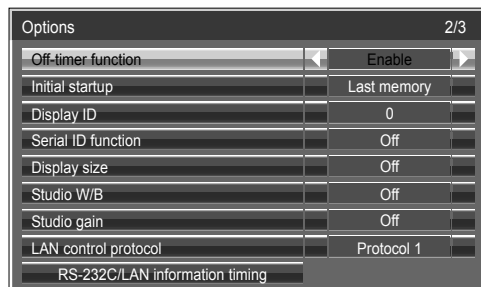 Options 2/3
Off-timer function Enable
Initial startup Last memory
Display ID 0
Serial ID function Off
Display size Off
Studio W/B Off
Studio gain Off
LAN control protocol Protocol 1
RS-232C/LAN information timing